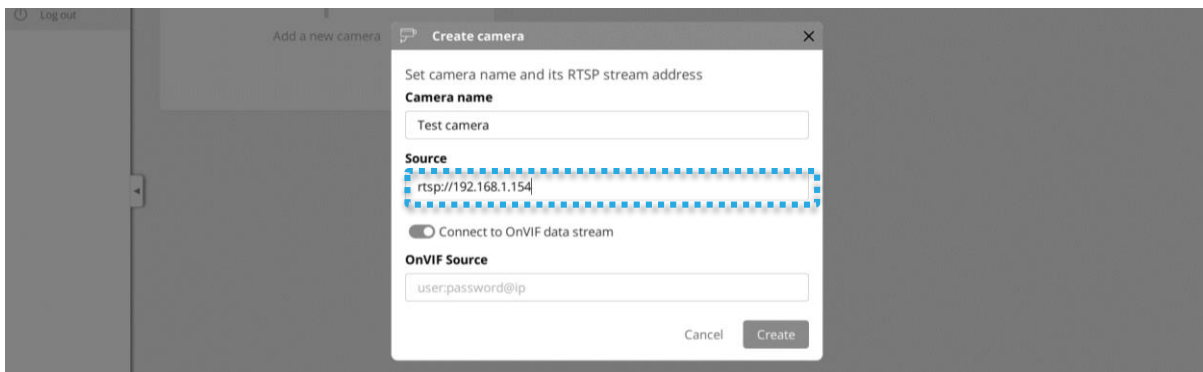 Log out
Add a new camera
Create camera
Set camera name and its RTSP stream address
Camera name
Test camera
Source
rtsp://192.168.1.154
Connect to OnVIF data stream
OnVIF Source
user:password@ip
Cancel
Create